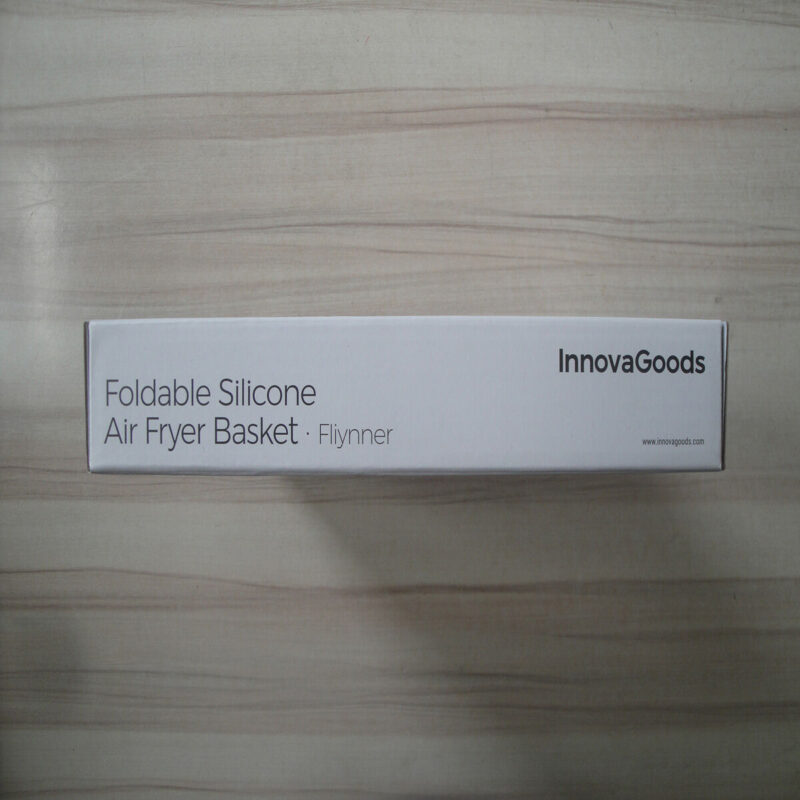 InnovaGoods
Foldable Silicone
Air Fryer Basket · Fliynner
www.innovagoods.com